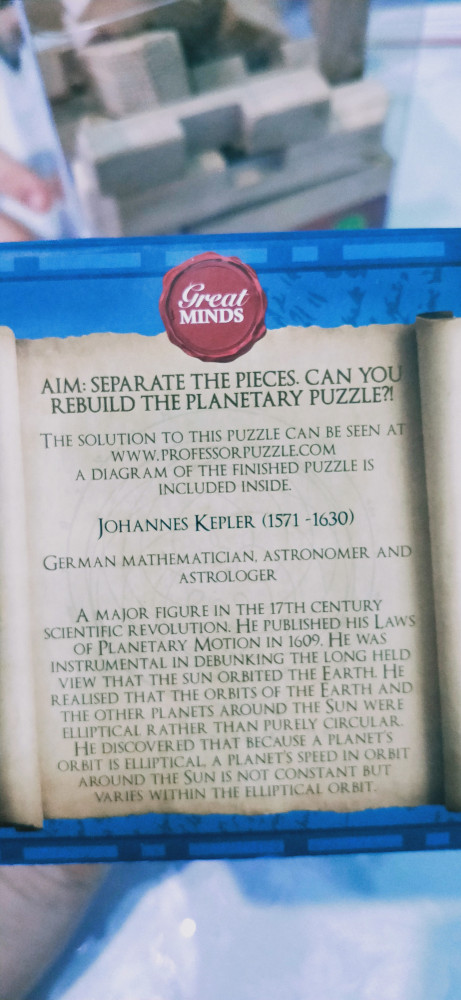 Great
MINDS
AIM: SEPARATE THE PIECES. CAN YOU
REBUILD THE PLANETARY PUZZLE?!
THE SOLUTION TO THIS PUZZLE CAN BE SEEN AT
WWW.PROFESSORPUZZLE.COM
A DIAGRAM OF THE FINISHED PUZZLE IS
INCLUDED INSIDE.
JOHANNES KEPLER (1571 -1630)
GERMAN MATHEMATICIAN, ASTRONOMER AND
ASTROLOGER
A MAJOR FIGURE IN THE 17TH CENTURY
SCIENTIFIC REVOLUTION. HE PUBLISHED HIS LAWS
OF PLANETARY MOTION IN 1609. HE WAS
INSTRUMENTAL IN DEBUNKING THE LONG HELD
VIEW THAT THE SUN ORBITED THE EARTH. HE
REALISED THAT THE ORBITS OF THE EARTH AND
THE OTHER PLANETS AROUND THE SUN WERE
ELLIPTICAL RATHER THAN PURELY CIRCULAR.
HE DISCOVERED THAT BECAUSE A PLANET'S
ORBIT IS ELLIPTICAL, A PLANET'S SPEED IN ORBIT
AROUND THE SUN IS NOT CONSTANT BUT
VARIES WITHIN THE ELLIPTICAL ORBIT.